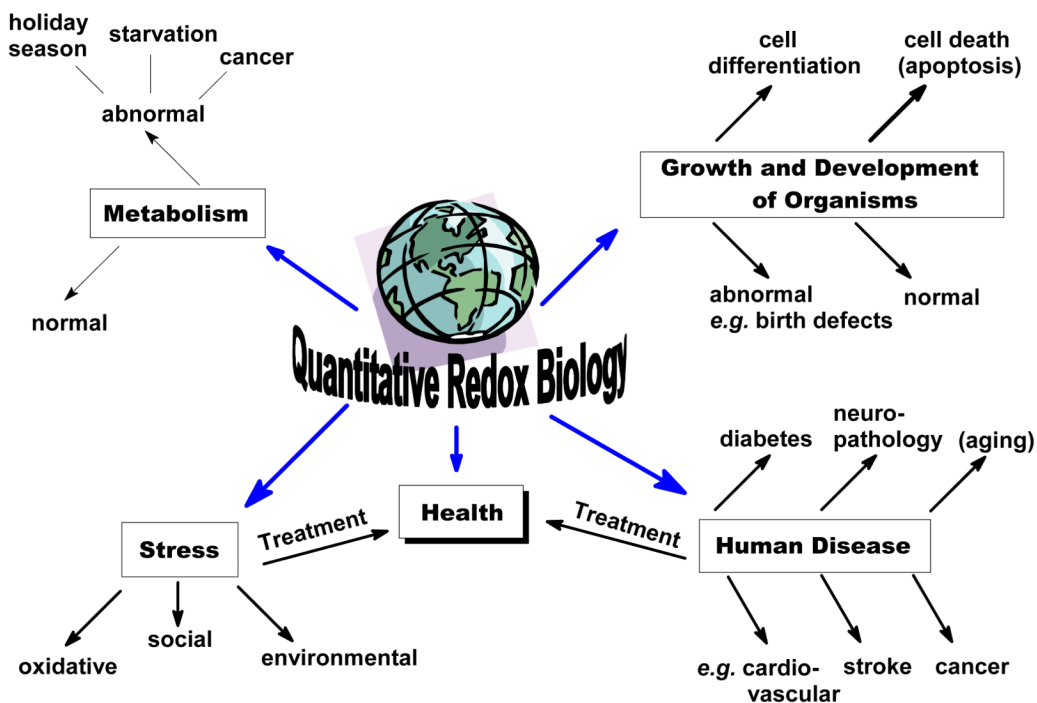 holiday
season
starvation
cancer
abnormal
Metabolism
normal
cell
differentiation
cell death
(apoptosis)
Growth and Development
of Organisms
abnormal
e.g. birth defects
normal
Quantitative Redox Biology
Stress
Treatment
oxidative
social
environmental
Health
Treatment
Human Disease
diabetes
neuro-
pathology
(aging)
e.g. cardio-
vascular
stroke
cancer